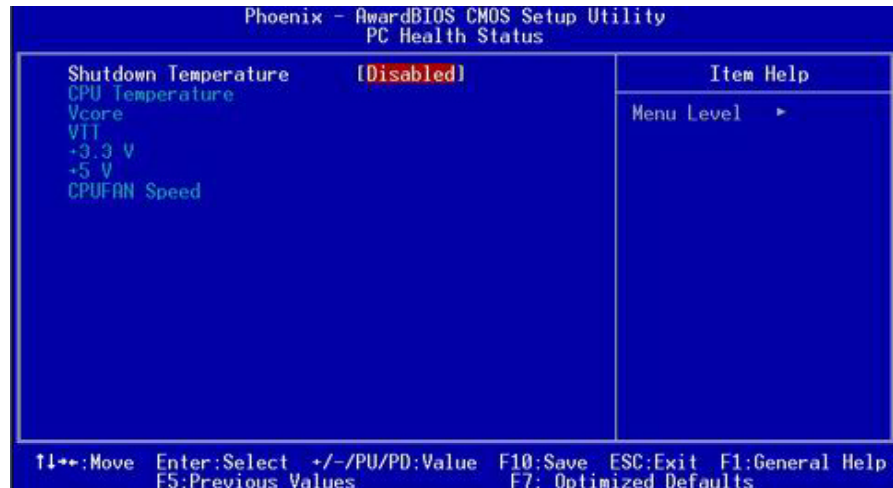 Phoenix - AwardBIOS CMOS Setup Utility
PC Health Status
Shutdown Temperature [Disabled]
CPU Temperature
Vcore
VTT
+3.3 V
+5 V
CPUFAN Speed
Item Help
Menu Level ►
↑↓→←:Move Enter:Select +/-/PU/PD:Value F10:Save ESC:Exit F1:General Help
F5:Previous Values F7: Optimized Defaults